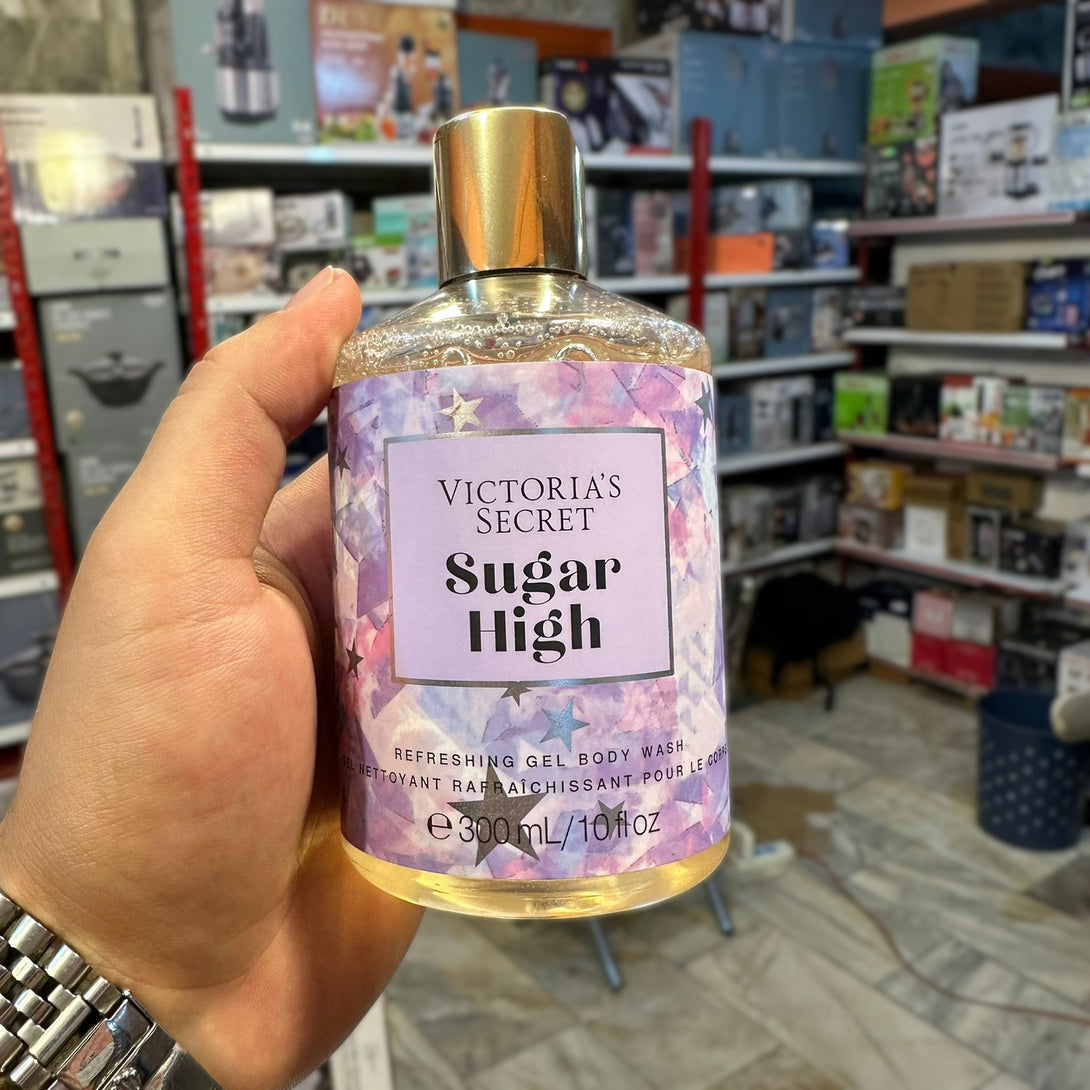 VICTORIA'S
SECRET
Sugar
High
REFRESHING GEL BODY WASH
GEL NETTOYANT RAFRAÎCHISSANT POUR LE CORPS
℮ 300 mL/10 fl oz